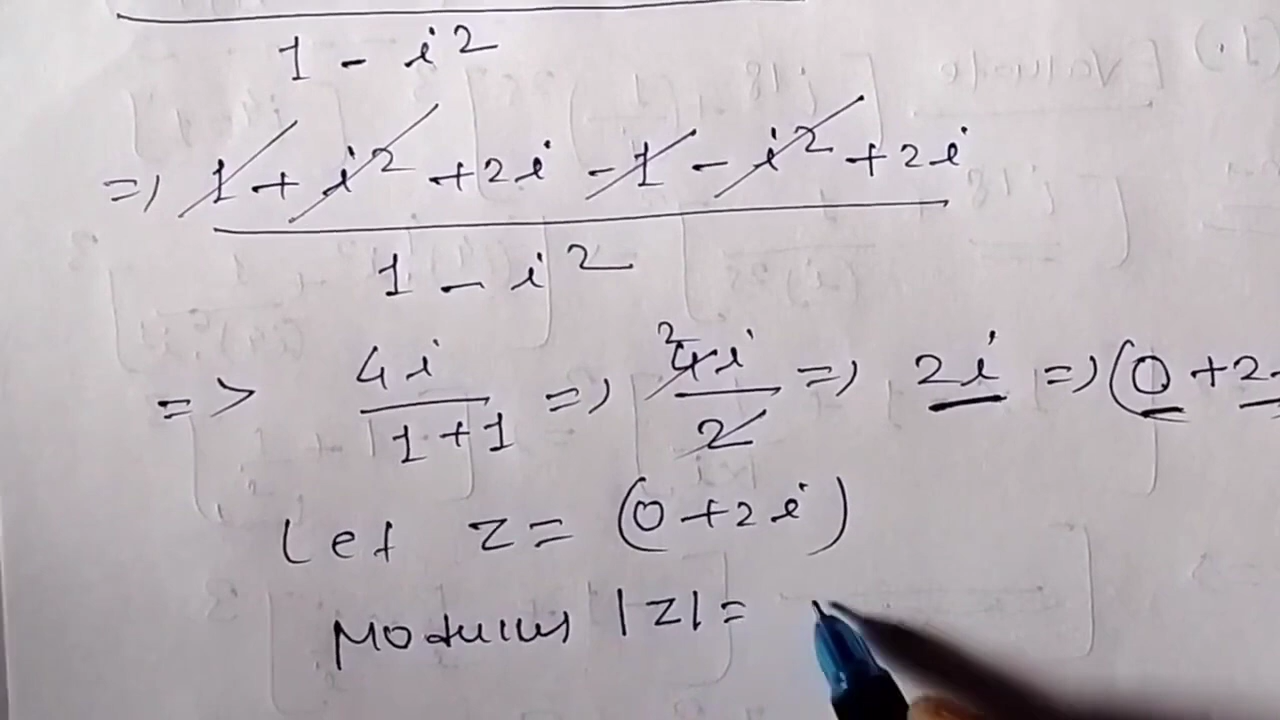 1 - i²
=) 1 + i² + 2i - 1 - i² + 2i
1 - i²
=> 4i / 1 + 1 =) 4i / 2 =) 2i =) (0 + 2
2
Let z = (0 + 2i)
Modulus |z| =